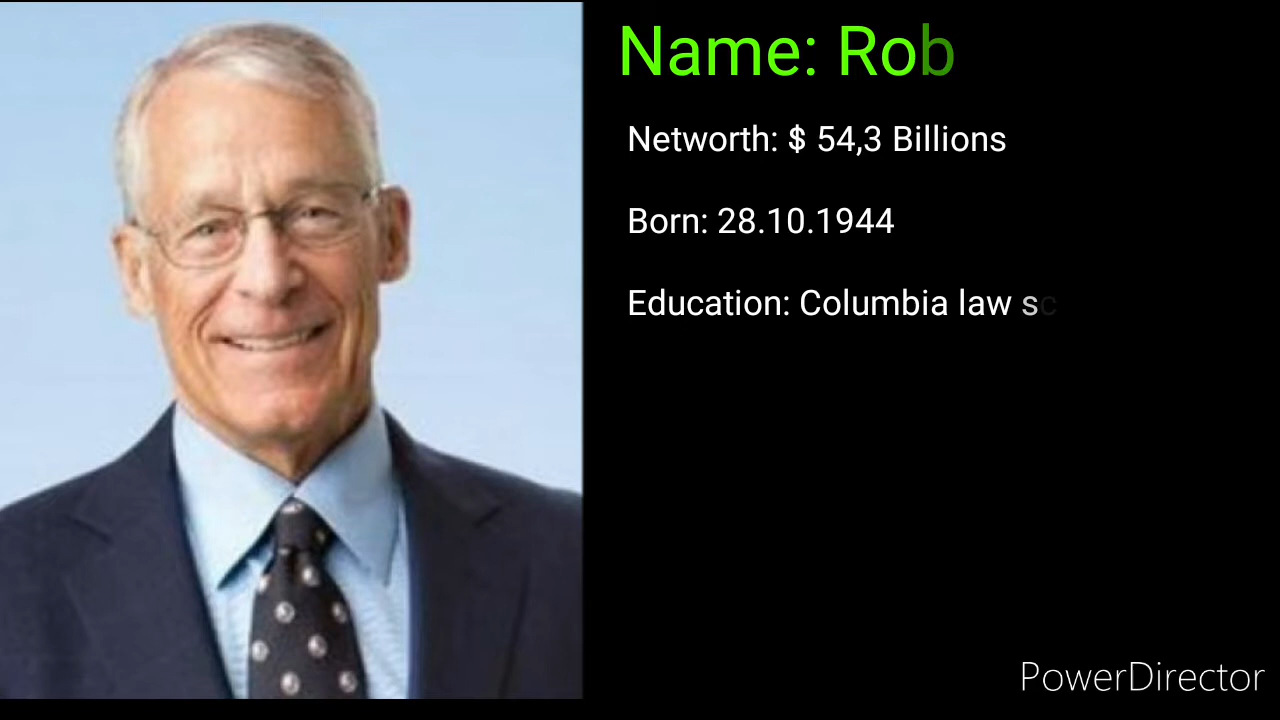 Name: Rob
Networth: $ 54,3 Billions
Born: 28.10.1944
Education: Columbia law sc
PowerDirector